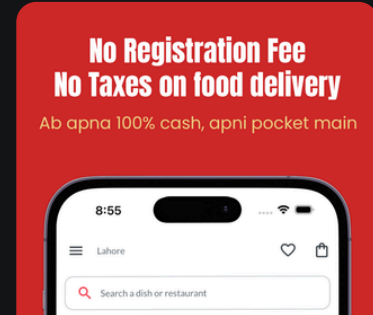 No Registration Fee
No Taxes on food delivery
Ab apna 100% cash, apni pocket main
8:55
Lahore
Search a dish or restaurant